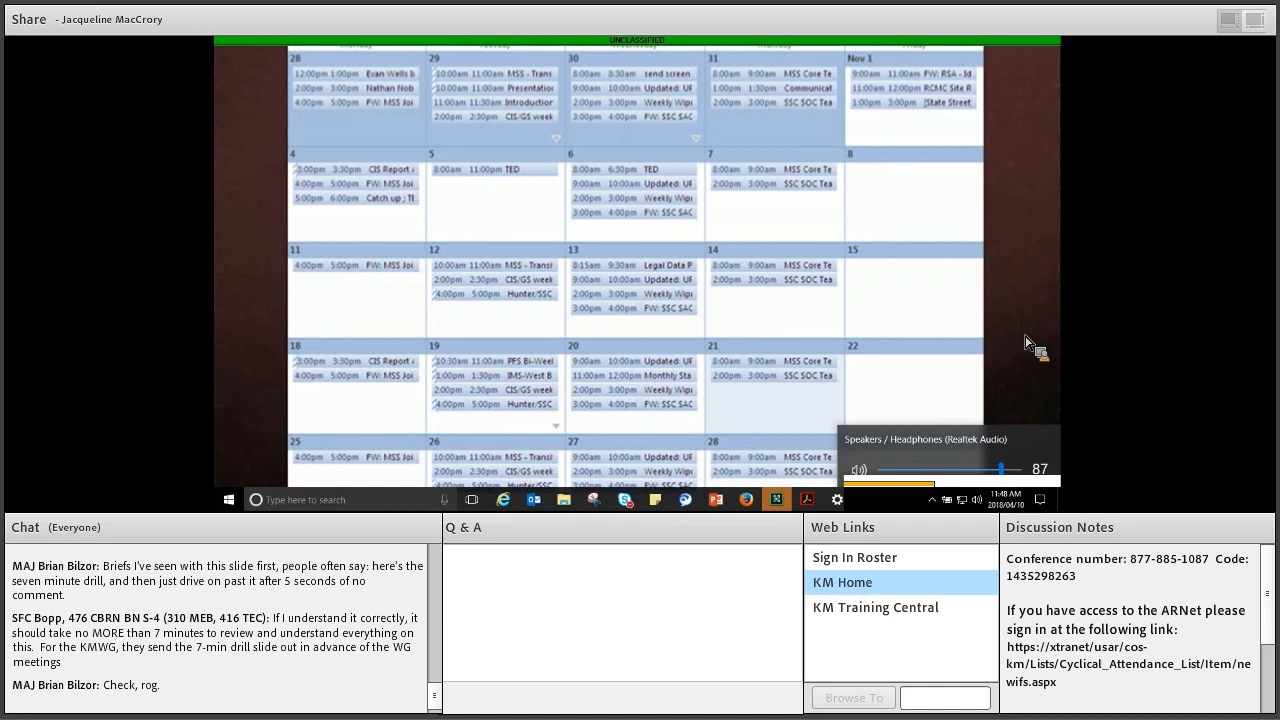 Share - Jacqueline MacCrory
UNCLASSIFIED
28 29 30 31 Nov 1
12:00pm 1:00pm Evan Wells b
2:00pm 3:00pm Nathan Nob
4:00pm 5:00pm FW: MSS Joi
10:00am 11:00am MSS - Trans
10:00am 11:00am Presentatio
11:00am 11:30am Introduction
2:00pm 2:30pm CIS/GS week
8:00am 8:30am send screen
9:00am 10:00am Updated: UF
2:00pm 3:00pm Weekly Wip
3:00pm 4:00pm FW: SSC SAC
8:00am 9:00am MSS Core Te
1:00pm 1:30pm Communicat
2:00pm 3:00pm SSC SOC Tea
9:00am 11:00am FW: RSA - Id
11:00am 12:00pm RCMC Site R
1:00pm 3:00pm [State Street
4 5 6 7 8
3:00pm 3:30pm CIS Report
4:00pm 5:00pm FW: MSS Joi
5:00pm 6:00pm Catch up ; Tl
8:00am 11:00pm TED
8:00am 6:30pm TED
9:00am 10:00am Updated: UF
2:00pm 3:00pm Weekly Wip
3:00pm 4:00pm FW: SSC SAC
8:00am 9:00am MSS Core Te
2:00pm 3:00pm SSC SOC Tea
11 12 13 14 15
4:00pm 5:00pm FW: MSS Joi
10:00am 11:00am MSS - Transi
2:00pm 2:30pm CIS/GS week
4:00pm 5:00pm Hunter/SSC
8:15am 9:30am Legal Data P
9:00am 10:00am Updated: UF
2:00pm 3:00pm Weekly Wip
3:00pm 4:00pm FW: SSC SAC
8:00am 9:00am MSS Core Te
2:00pm 3:00pm SSC SOC Tea
18 19 20 21 22
3:00pm 3:30pm CIS Report
4:00pm 5:00pm FW: MSS Joi
10:30am 11:00am PFS Bi-Weel
1:00pm 1:30pm IMS-West B
2:00pm 2:30pm CIS/GS week
4:00pm 5:00pm Hunter/SSC
9:00am 10:00am Updated: UF
11:00am 12:00pm Monthly Sta
2:00pm 3:00pm Weekly Wip
3:00pm 4:00pm FW: SSC SAC
8:00am 9:00am MSS Core Te
2:00pm 3:00pm SSC SOC Tea
25 26 27 28
4:00pm 5:00pm FW: MSS Joi
10:00am 11:00am MSS - Trans
2:00pm 2:30pm CIS/GS week
4:00pm 5:00pm Hunter/SSC
9:00am 10:00am Updated: UF
2:00pm 3:00pm Weekly Wip
3:00pm 4:00pm FW: SSC SAC
8:00am 9:00am MSS Core Te
2:00pm 3:00pm SSC SOC Tea
Speakers / Headphones (Realtek Audio)
87
Type here to search
11:48 AM
2018/04/10
Chat (Everyone)
MAJ Brian Bilzor: Briefs I've seen with this slide first, people often say: here's the
seven minute drill, and then just drive on past it after 5 seconds of no
comment.
SFC Bopp, 476 CBRN BN S-4 (310 MEB, 416 TEC): If I understand it correctly, it
should take no MORE than 7 minutes to review and understand everything on
this. For the KMWG, they send the 7-min drill slide out in advance of the WG
meetings
MAJ Brian Bilzor: Check, rog.
Q & A
Web Links
Sign In Roster
KM Home
KM Training Central
Browse To
Discussion Notes
Conference number: 877-885-1087 Code:
1435298263
If you have access to the ARNet please
sign in at the following link:
https://xtranet/usar/cos-
km/Lists/Cyclical_Attendance_List/Item/ne
wifs.aspx